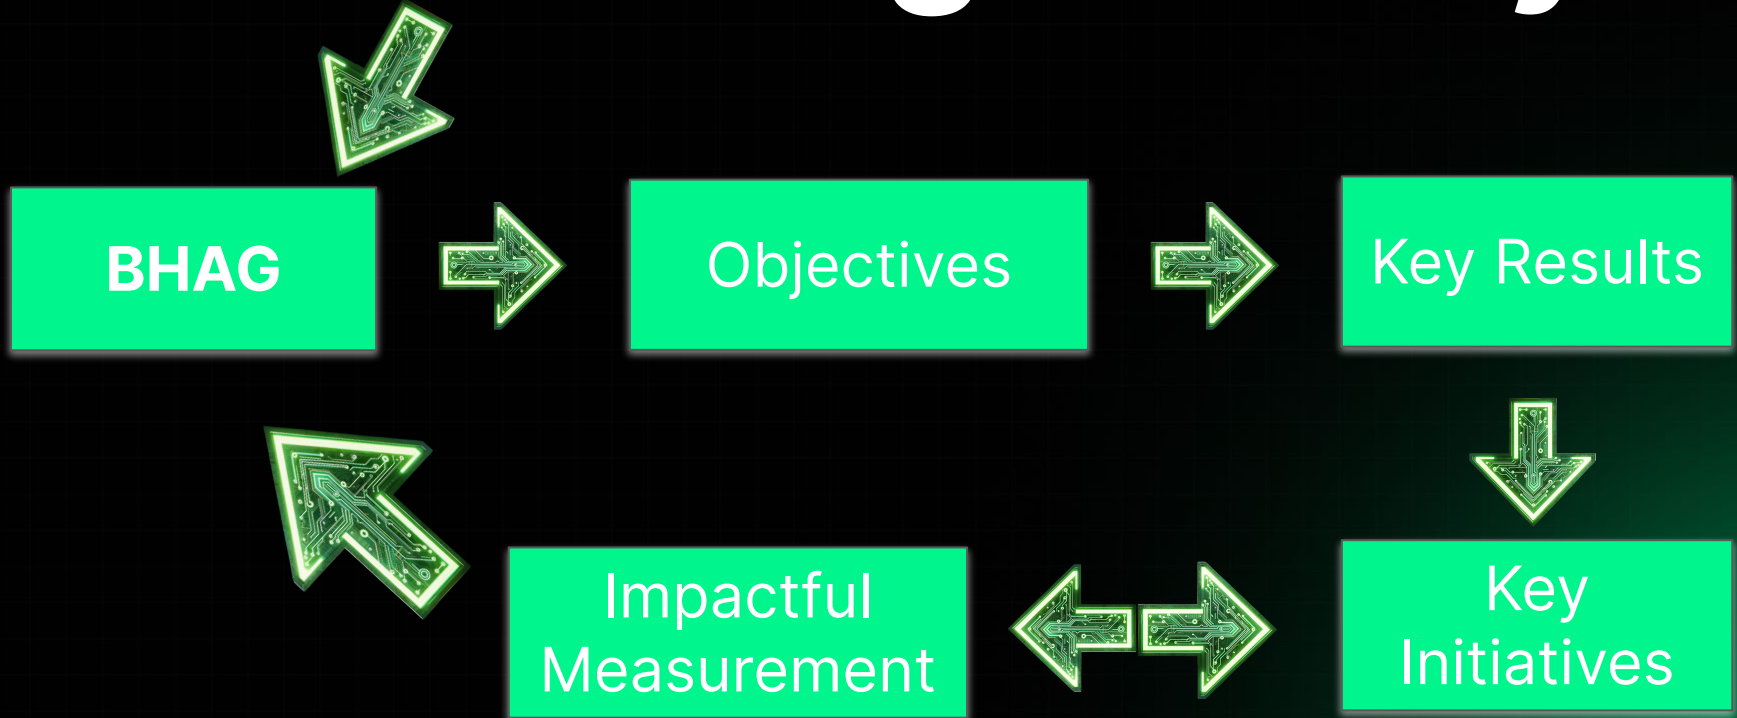 BHAG
Objectives
Key Results
Impactful
Measurement
Key
Initiatives